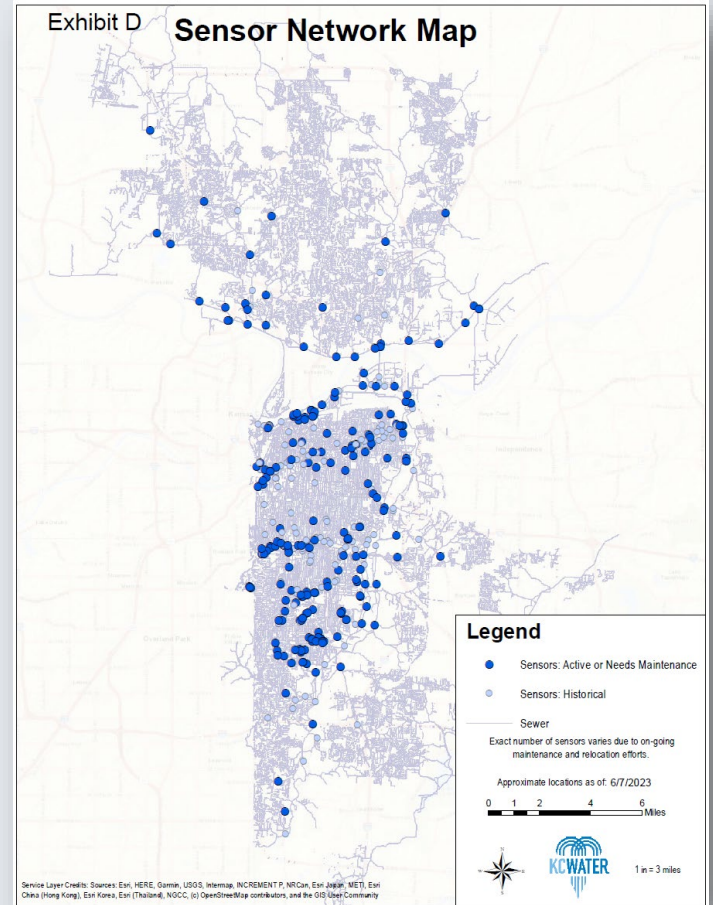 Exhibit D
Sensor Network Map
Legend
Sensors: Active or Needs Maintenance
Sensors: Historical
Sewer
Exact number of sensors varies due to on-going
maintenance and relocation efforts.
Approximate locations as of: 6/7/2023
0 1 2 4 6
Miles
KCWATER
1 in = 3 miles
Service Layer Credits: Sources: Esri, HERE, Garmin, USGS, Intermap, INCREMENT P, NRCan, Esri Japan, METI, Esri
China (Hong Kong), Esri Korea, Esri (Thailand), NGCC, (c) OpenStreetMap contributors, and the GIS User Community